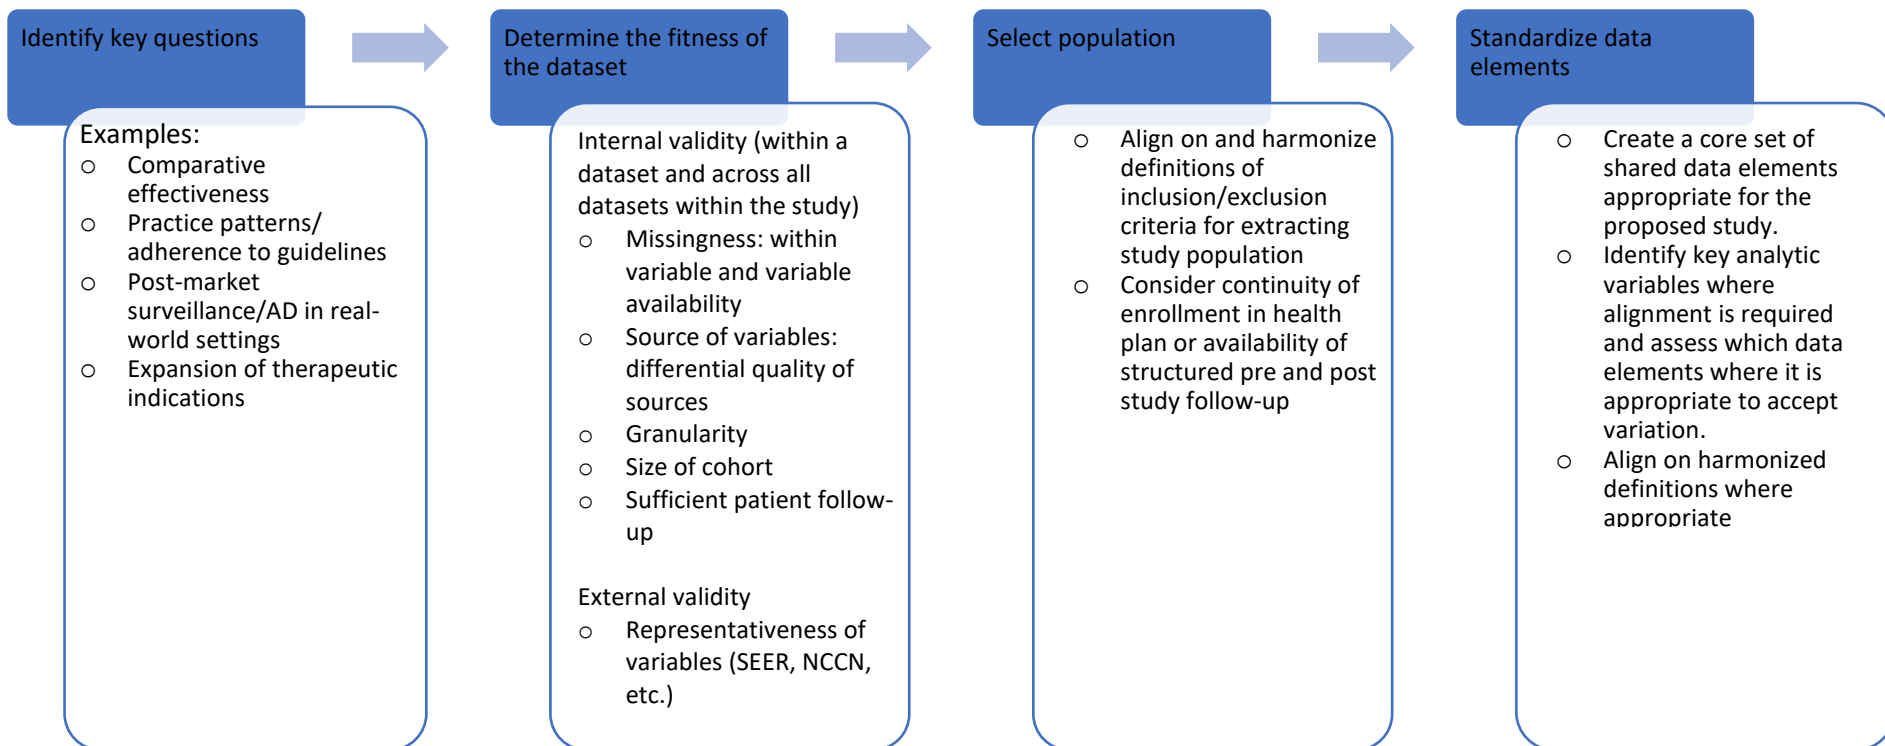 Identify key questions
Examples:
o Comparative
effectiveness
o Practice patterns/
adherence to guidelines
o Post-market
surveillance/AD in real-
world settings
o Expansion of therapeutic
indications
Determine the fitness of
the dataset
Internal validity (within a
dataset and across all
datasets within the study)
o Missingness: within
variable and variable
availability
o Source of variables:
differential quality of
sources
o Granularity
o Size of cohort
o Sufficient patient follow-
up
External validity
o Representativeness of
variables (SEER, NCCN,
etc.)
Select population
o Align on and harmonize
definitions of
inclusion/exclusion
criteria for extracting
study population
o Consider continuity of
enrollment in health
plan or availability of
structured pre and post
study follow-up
Standardize data
elements
o Create a core set of
shared data elements
appropriate for the
proposed study.
o Identify key analytic
variables where
alignment is required
and assess which data
elements where it is
appropriate to accept
variation.
o Align on harmonized
definitions where
appropriate